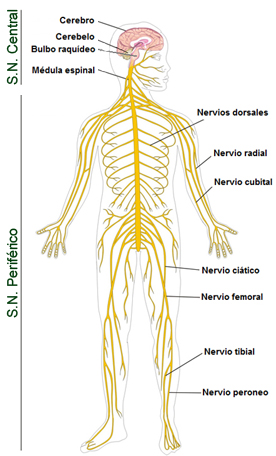 S.N. Central
Cerebro
Cerebelo
Bulbo raquideo
Médula espinal
S.N. Periférico
Nervios dorsales
Nervio radial
Nervio cubital
Nervio ciático
Nervio femoral
Nervio tibial
Nervio peroneo